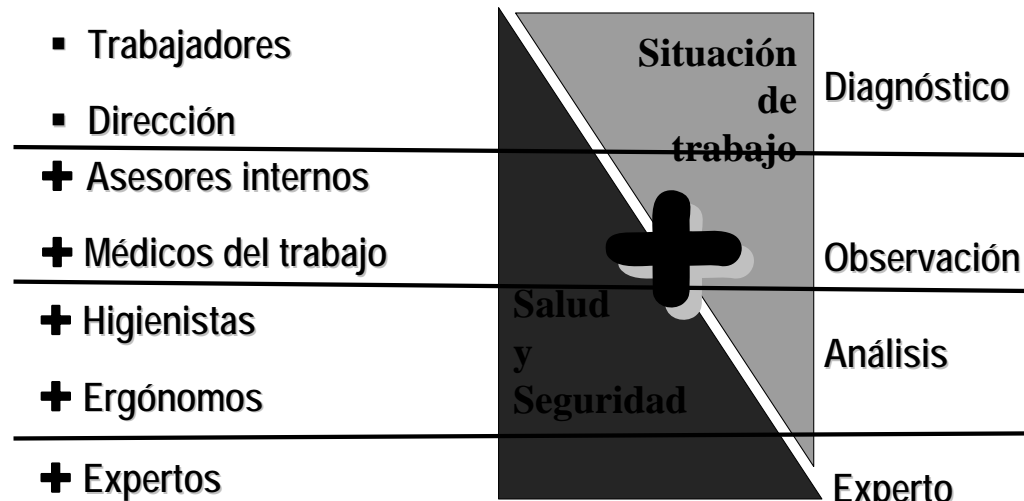 ▪ Trabajadores
▪ Dirección
+ Asesores internos
+ Médicos del trabajo
+ Higienistas
+ Ergónomos
+ Expertos
Situación
de
trabajo
Salud
y
Seguridad
Diagnóstico
Observación
Análisis
Experto